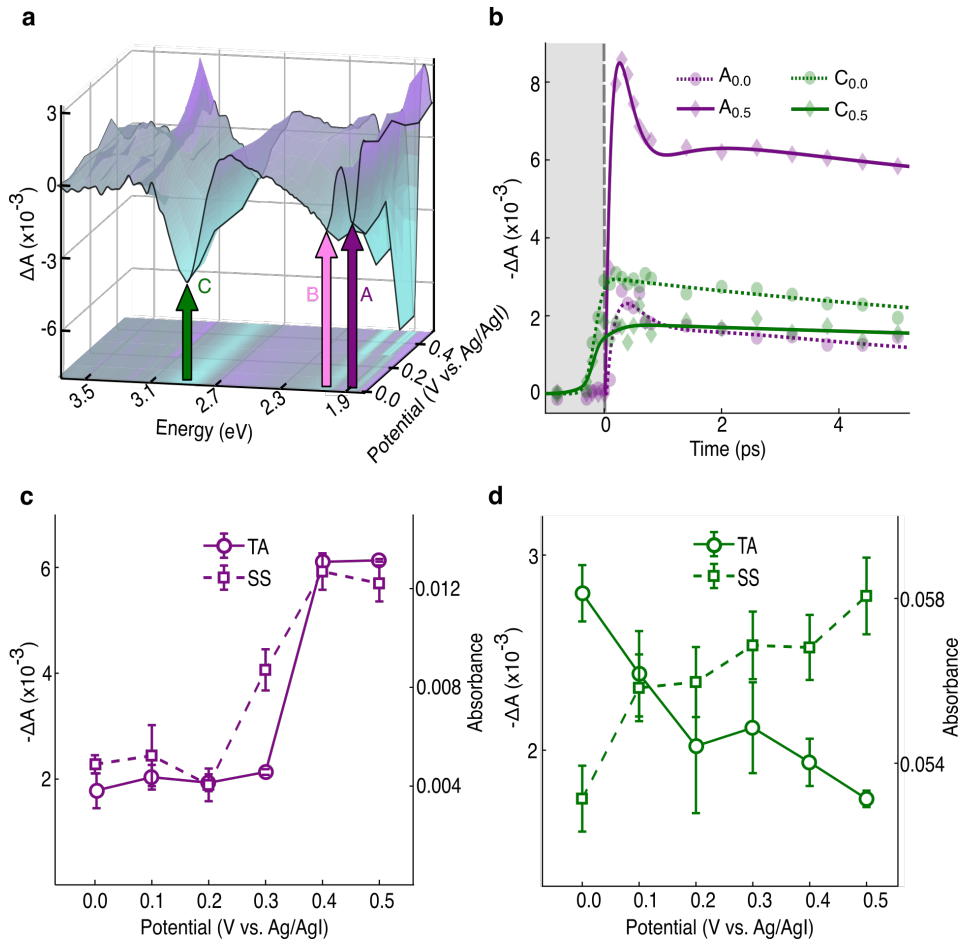 a
ΔA (x10⁻³)
3
0
-3
-6
C
B
A
3.5
3.1
2.7
2.3
1.9
Energy (eV)
0.0
0.2
0.4
Potential (V vs. Ag/AgI)
b
-ΔA (x10⁻³)
8
6
4
2
0
A0.0
A0.5
C0.0
C0.5
0
2
4
Time (ps)
c
-ΔA (x10⁻³)
6
4
2
TA
SS
0.012
0.008
0.004
Absorbance
0.0 0.1 0.2 0.3 0.4 0.5
Potential (V vs. Ag/AgI)
d
-ΔA (x10⁻³)
3
2
TA
SS
0.058
0.054
Absorbance
0.0 0.1 0.2 0.3 0.4 0.5
Potential (V vs. Ag/AgI)